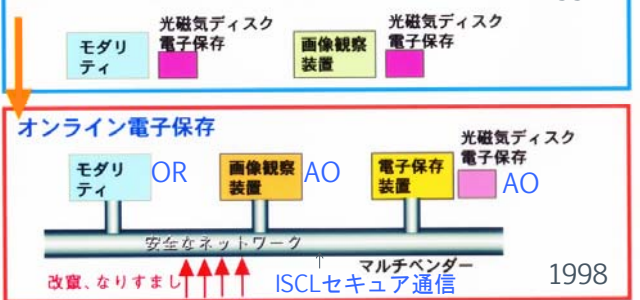 光磁気ディスク
電子保存
モダリ
ティ
画像観察
装置
光磁気ディスク
電子保存
オンライン電子保存
モダリ
ティ
OR
画像観察
装置
AO
電子保存
装置
光磁気ディスク
電子保存
AO
安全なネットワーク
改竄、なりすまし
ISCLセキュア通信
マルチベンダー
1998